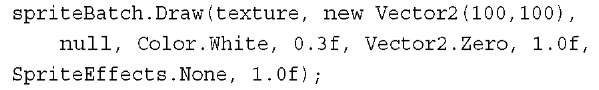 spriteBatch.Draw(texture, new Vector2(100,100),
null, Color.White, 0.3f, Vector2.Zero, 1.0f,
SpriteEffects.None, 1.0f);